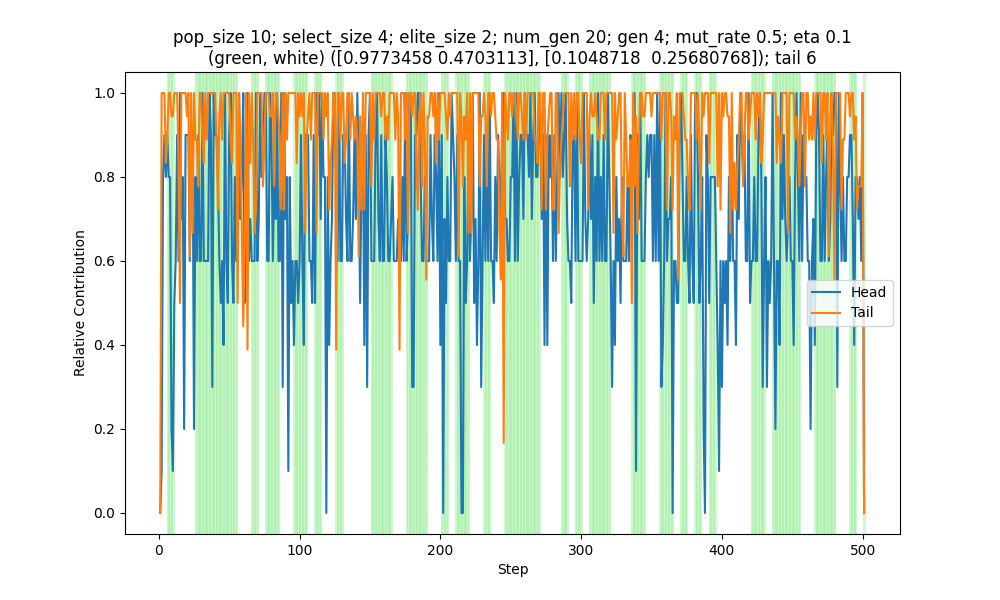 pop_size 10; select_size 4; elite_size 2; num_gen 20; gen 4; mut_rate 0.5; eta 0.1
(green, white) ([0.9773458 0.4703113], [0.1048718  0.25680768]); tail 6
Relative Contribution
1.0
0.8
0.6
0.4
0.2
0.0
Head
Tail
0 100 200 300 400 500
Step